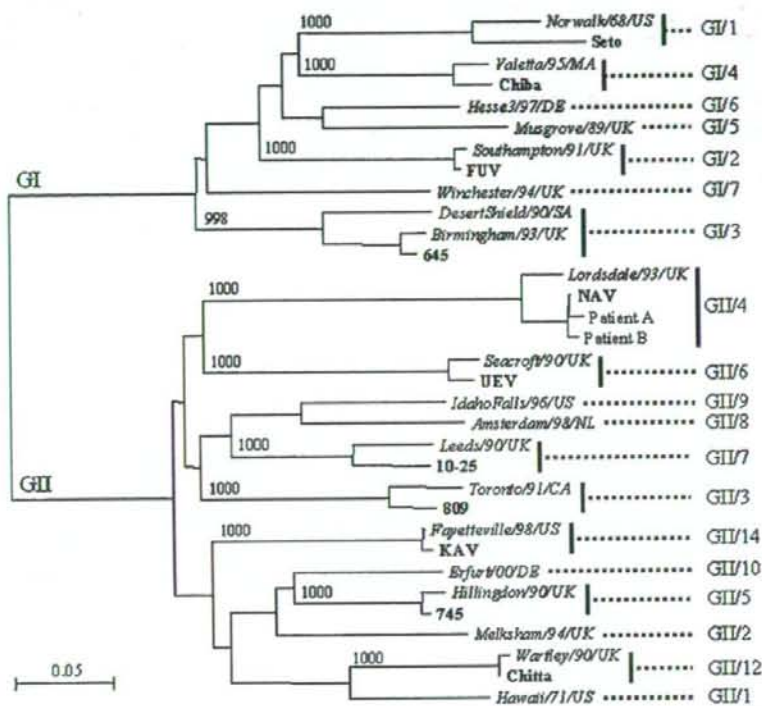 1000 Norwalk/68/US GI/1
Seto
1000 Valetta/95/MA GI/4
Chiba
Hesse3/97/DE GI/6
Musgrove/89/UK GI/5
1000 Southampton/91/UK GI/2
FUV
GI
Winchester/94/UK GI/7
998 DesertShield/90/SA
Birmingham/93/UK GI/3
645
1000 Lordsdale/93/UK
NAV GII/4
Patient A
Patient B
1000 Seacroft/90/UK GII/6
UEV
IdahoFalls/96/US GII/9
Amsterdam/98/NL GII/8
1000 Leeds/90/UK GII/7
10-25
GII
1000 Toronto/91/CA GII/3
809
1000 Fayetteville/98/US GII/14
KAV
Erfurt/00/DE GII/10
1000 Hillingdon/90/UK GII/5
745
Melksham/94/UK GII/2
1000 Wortley/90/UK GII/12
Chitta
Hawaii/71/US GII/1
0.05